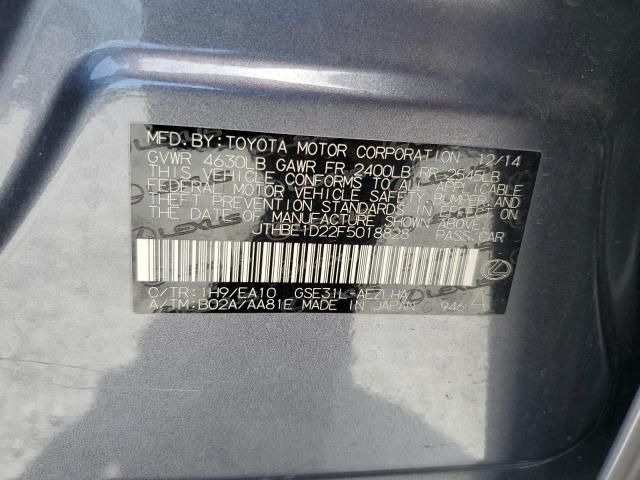 MFD. BY: TOYOTA MOTOR CORPORATION 12/14
GVWR 4630LB GAWR FR 2400LB RR 2545LB
THIS VEHICLE CONFORMS TO ALL APPLICABLE
FEDERAL MOTOR VEHICLE SAFETY, BUMPER, AND
THEFT PREVENTION STANDARDS IN EFFECT ON
THE DATE OF MANUFACTURE SHOWN ABOVE.
JTHBE1D22F5018828 PASS.CAR
C/TR: 1H9/EA10 GSE31L-AEZLHA
A/TM: B02A/AA81E MADE IN JAPAN 946 A